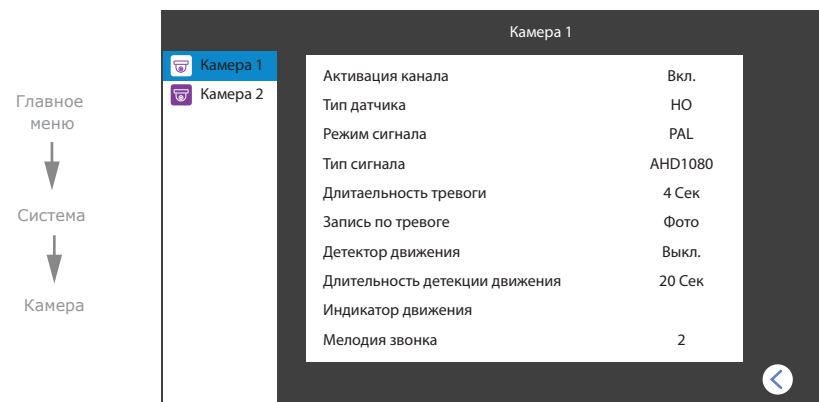 Камера 1
Главное
меню
Система
Камера
Камера 1
Камера 2
Активация канала Вкл.
Тип датчика НО
Режим сигнала PAL
Тип сигнала AHD1080
Длитаельность тревоги 4 Сек
Запись по тревоге Фото
Детектор движения Выкл.
Длительность детекции движения 20 Сек
Индикатор движения
Мелодия звонка 2